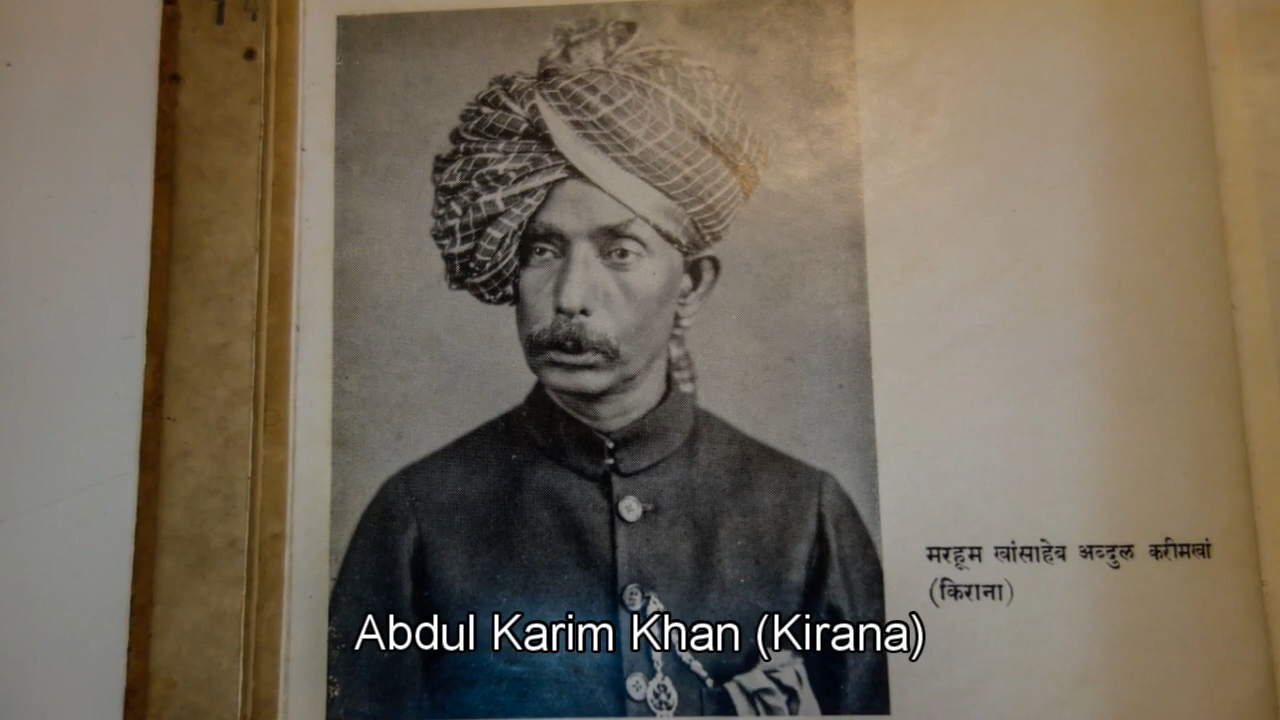 मरहूम खांसाहेब अब्दुल करीमखां
(किराना)
Abdul Karim Khan (Kirana)